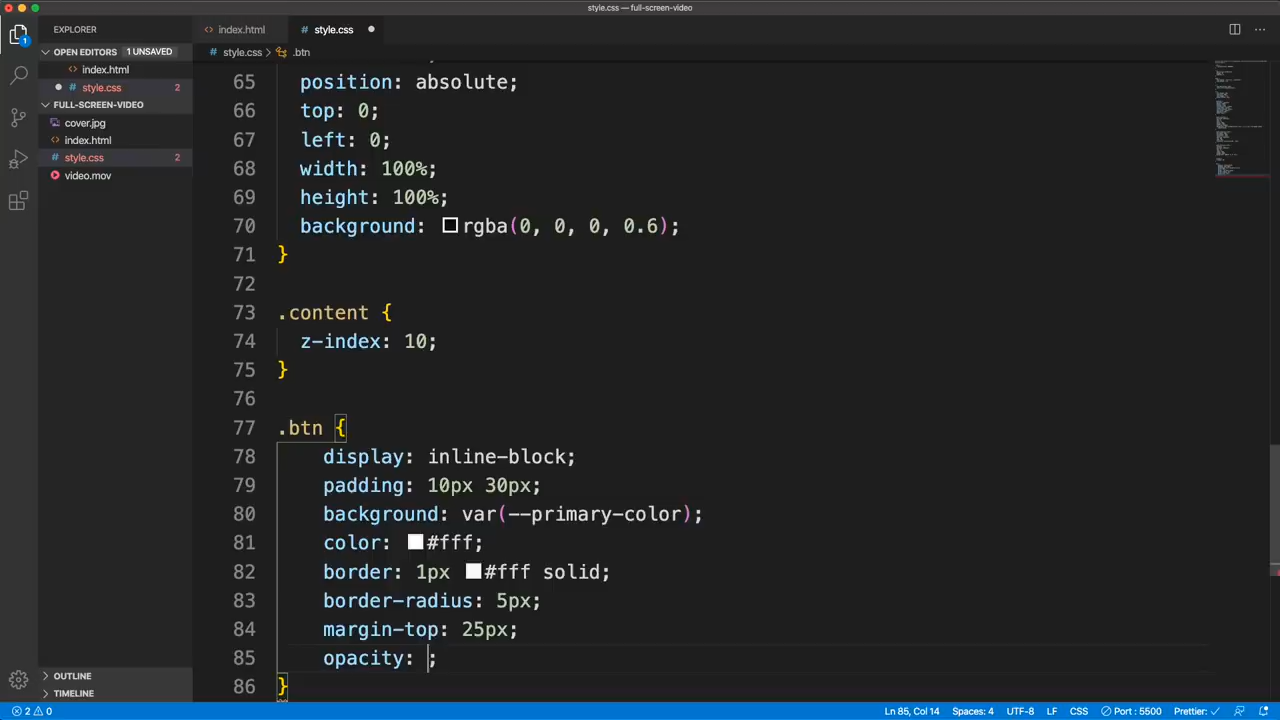 style.css — full-screen-video
EXPLORER
index.html
style.css
OPEN EDITORS 1 UNSAVED
index.html
style.css 2
FULL-SCREEN-VIDEO
cover.jpg
index.html
style.css 2
video.mov
OUTLINE
TIMELINE
1
# style.css > .btn
65 position: absolute;
66 top: 0;
67 left: 0;
68 width: 100%;
69 height: 100%;
70 background: rgba(0, 0, 0, 0.6);
71 }
72
73 .content {
74 z-index: 10;
75 }
76
77 .btn {
78 display: inline-block;
79 padding: 10px 30px;
80 background: var(--primary-color);
81 color: #fff;
82 border: 1px #fff solid;
83 border-radius: 5px;
84 margin-top: 25px;
85 opacity: ;
86 }
2 0 Ln 85, Col 14 Spaces: 4 UTF-8 LF CSS Port : 5500 Prettier: ✓